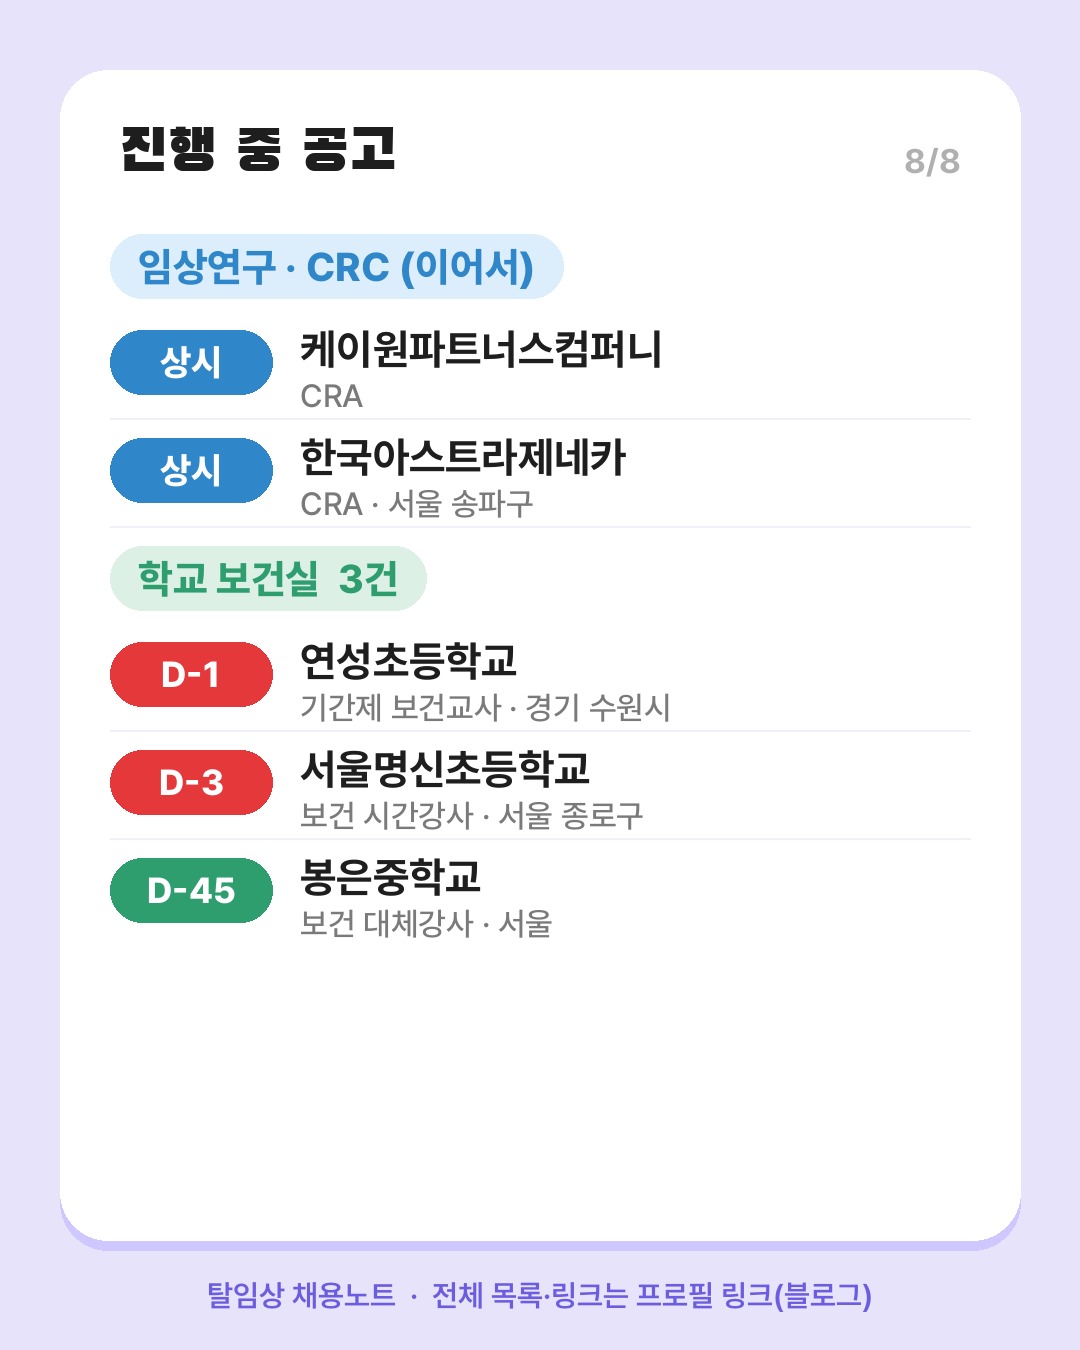 진행 중 공고
8/8
임상연구 · CRC (이어서)
상시
케이원파트너스컴퍼니
CRA
상시
한국아스트라제네카
CRA · 서울 송파구
학교 보건실 3건
D-1
연성초등학교
기간제 보건교사 · 경기 수원시
D-3
서울명신초등학교
보건 시간강사 · 서울 종로구
D-45
봉은중학교
보건 대체강사 · 서울
탈임상 채용노트 · 전체 목록·링크는 프로필 링크(블로그)